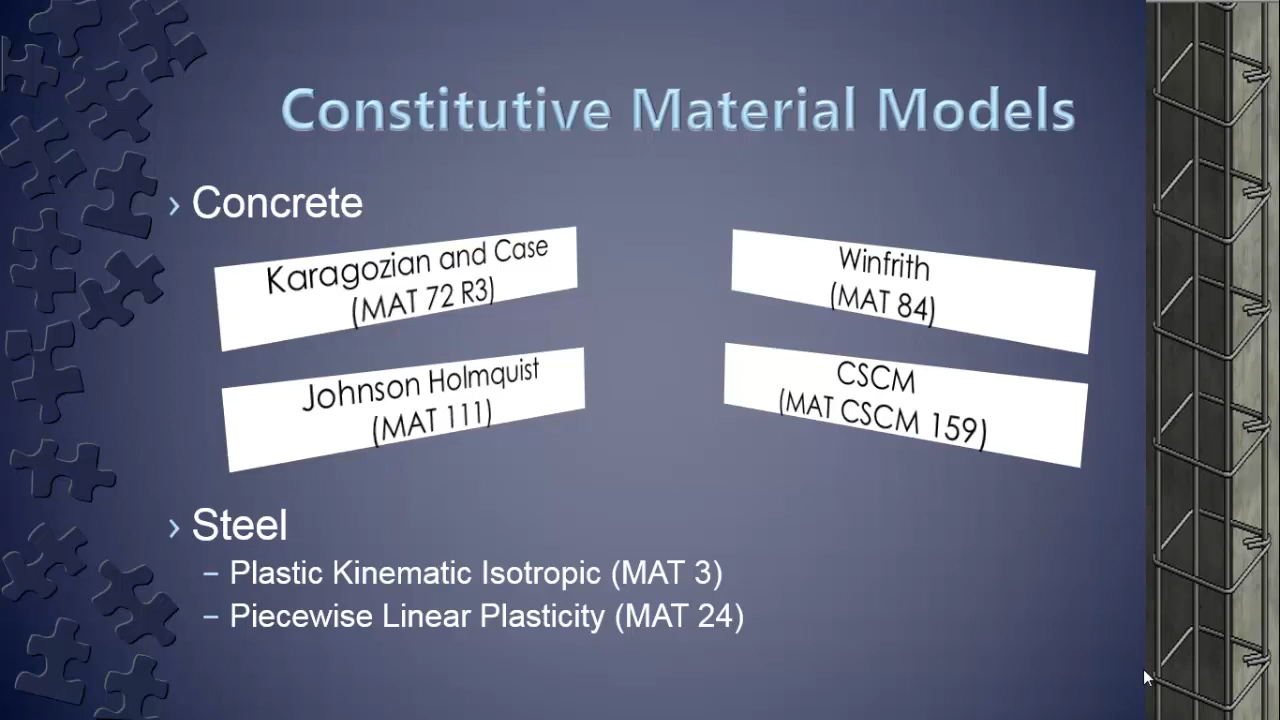 Constitutive Material Models
› Concrete
Karagozian and Case
(MAT 72 R3)
Winfrith
(MAT 84)
Johnson Holmquist
(MAT 111)
CSCM
(MAT CSCM 159)
› Steel
– Plastic Kinematic Isotropic (MAT 3)
– Piecewise Linear Plasticity (MAT 24)